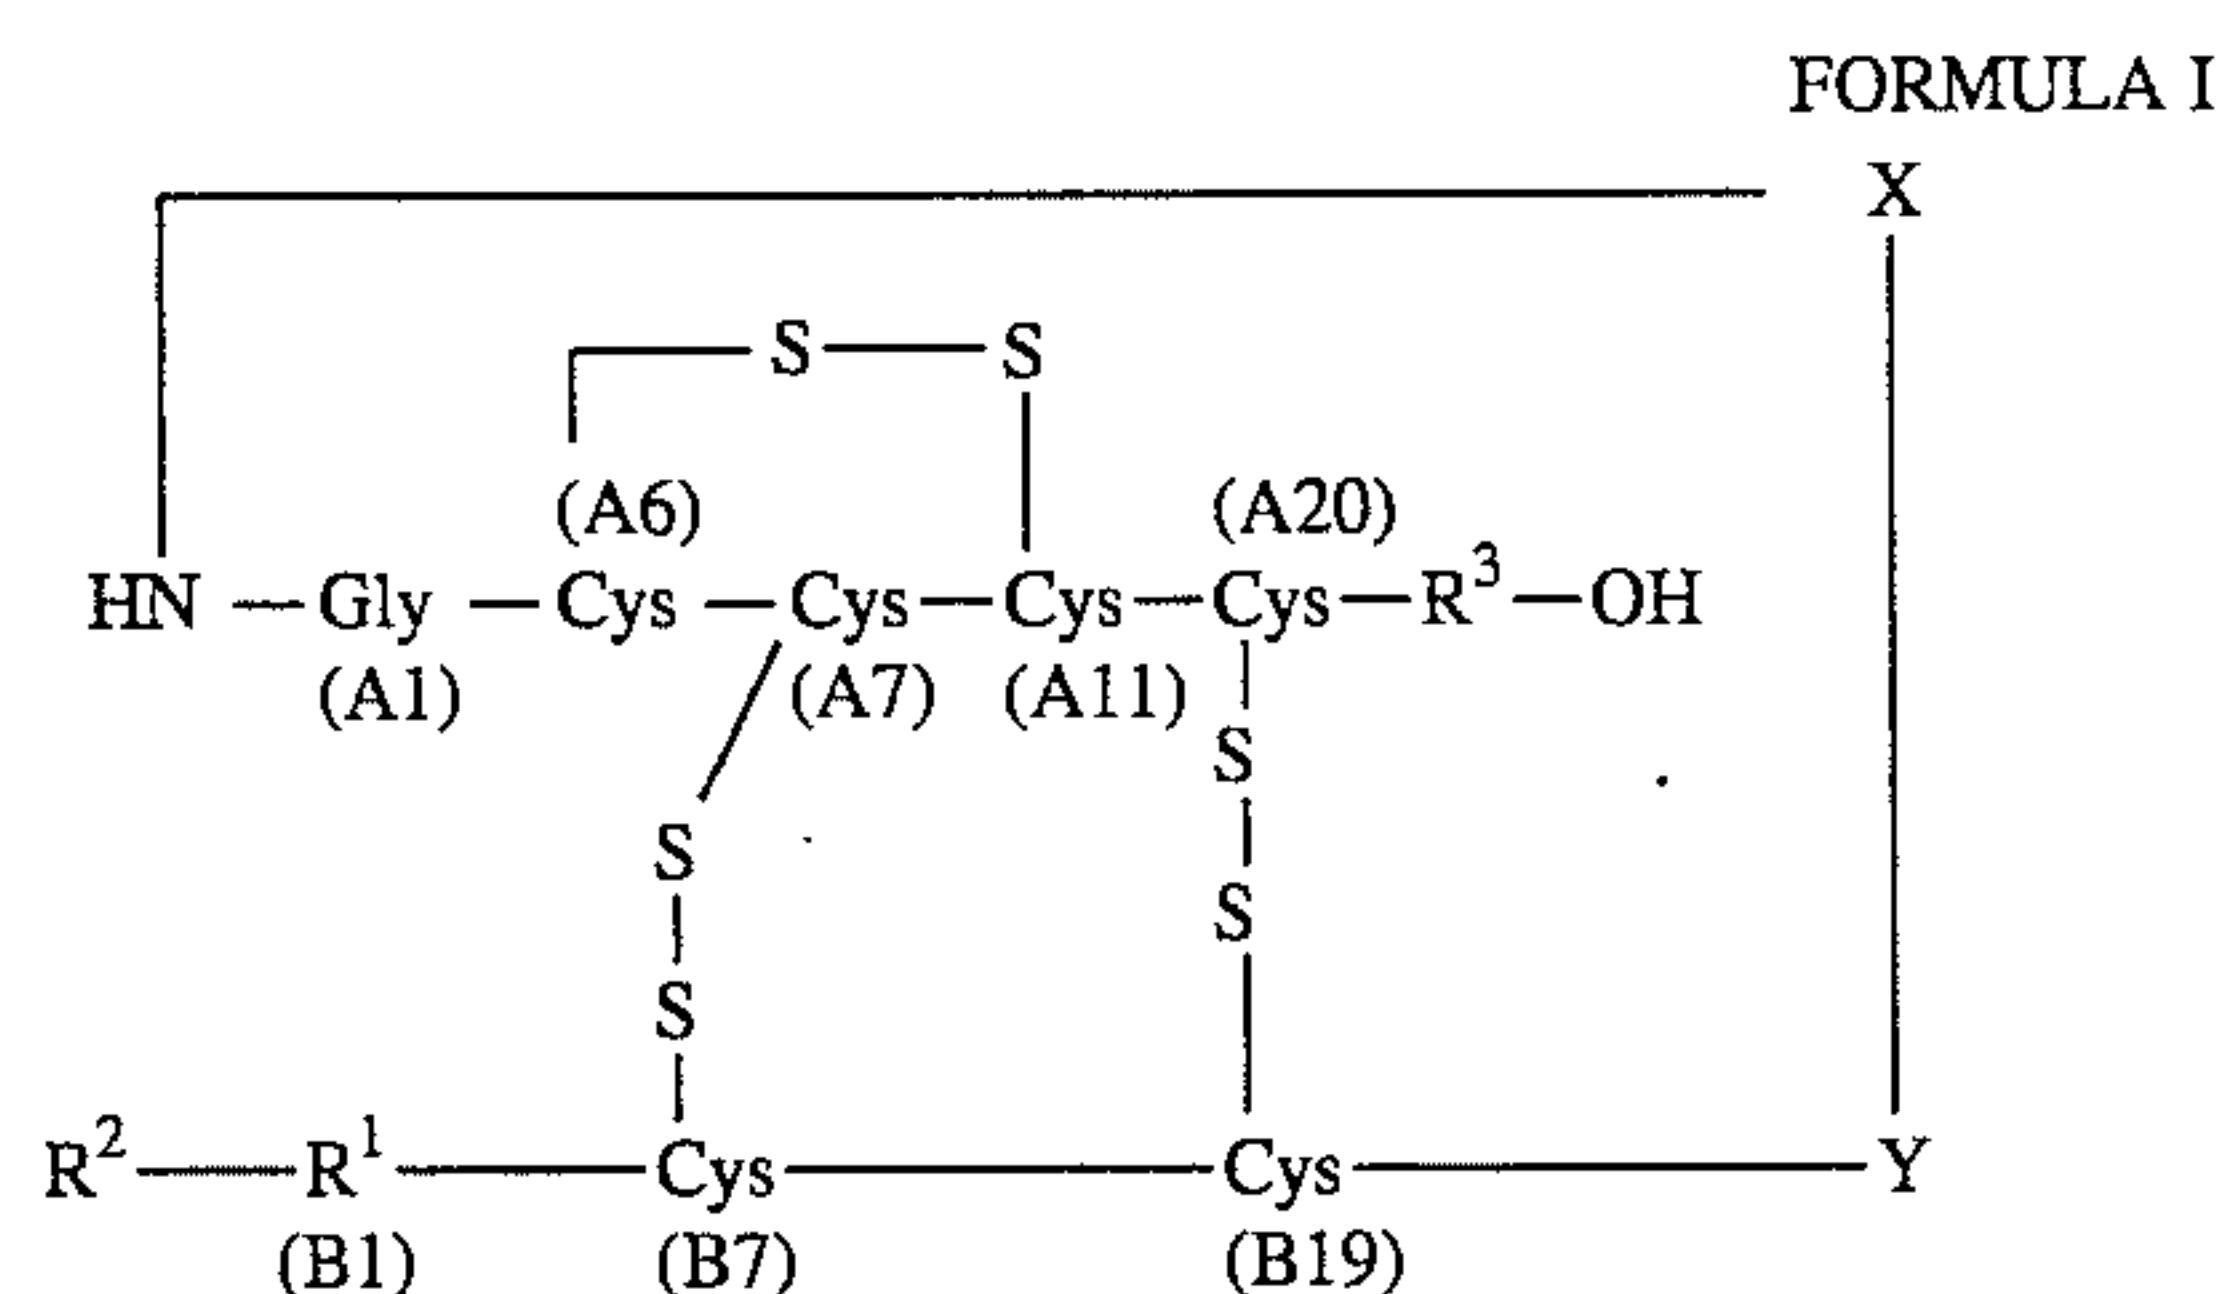 FORMULA I
X
S — S
(A6) (A20)
HN — Gly — Cys — Cys — Cys — Cys — R³ — OH
(A1) (A7) (A11)
S
S
S
S
R² — R¹ — Cys — Cys — Y
(B1) (B7) (B19)